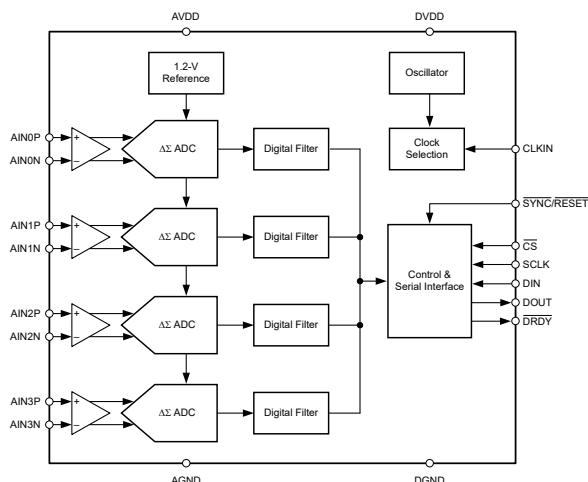 AVDD
DVDD
1.2-V
Reference
Oscillator
AIN0P
+
AIN0N
–
ΔΣ ADC
Digital Filter
Clock
Selection
CLKIN
SYNC/RESET
AIN1P
+
AIN1N
–
ΔΣ ADC
Digital Filter
Control &
Serial Interface
CS
SCLK
DIN
DOUT
DRDY
AIN2P
+
AIN2N
–
ΔΣ ADC
Digital Filter
AIN3P
+
AIN3N
–
ΔΣ ADC
Digital Filter
AGND
DGND